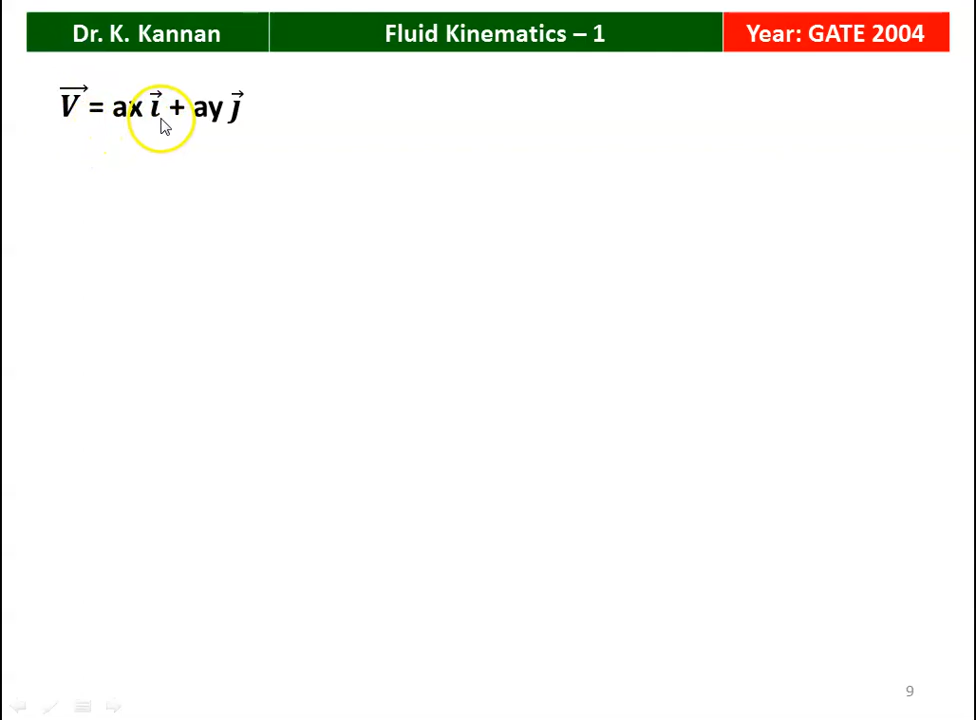 Dr. K. Kannan Fluid Kinematics – 1 Year: GATE 2004
V⃗ = ax i⃗ + ay j⃗
9